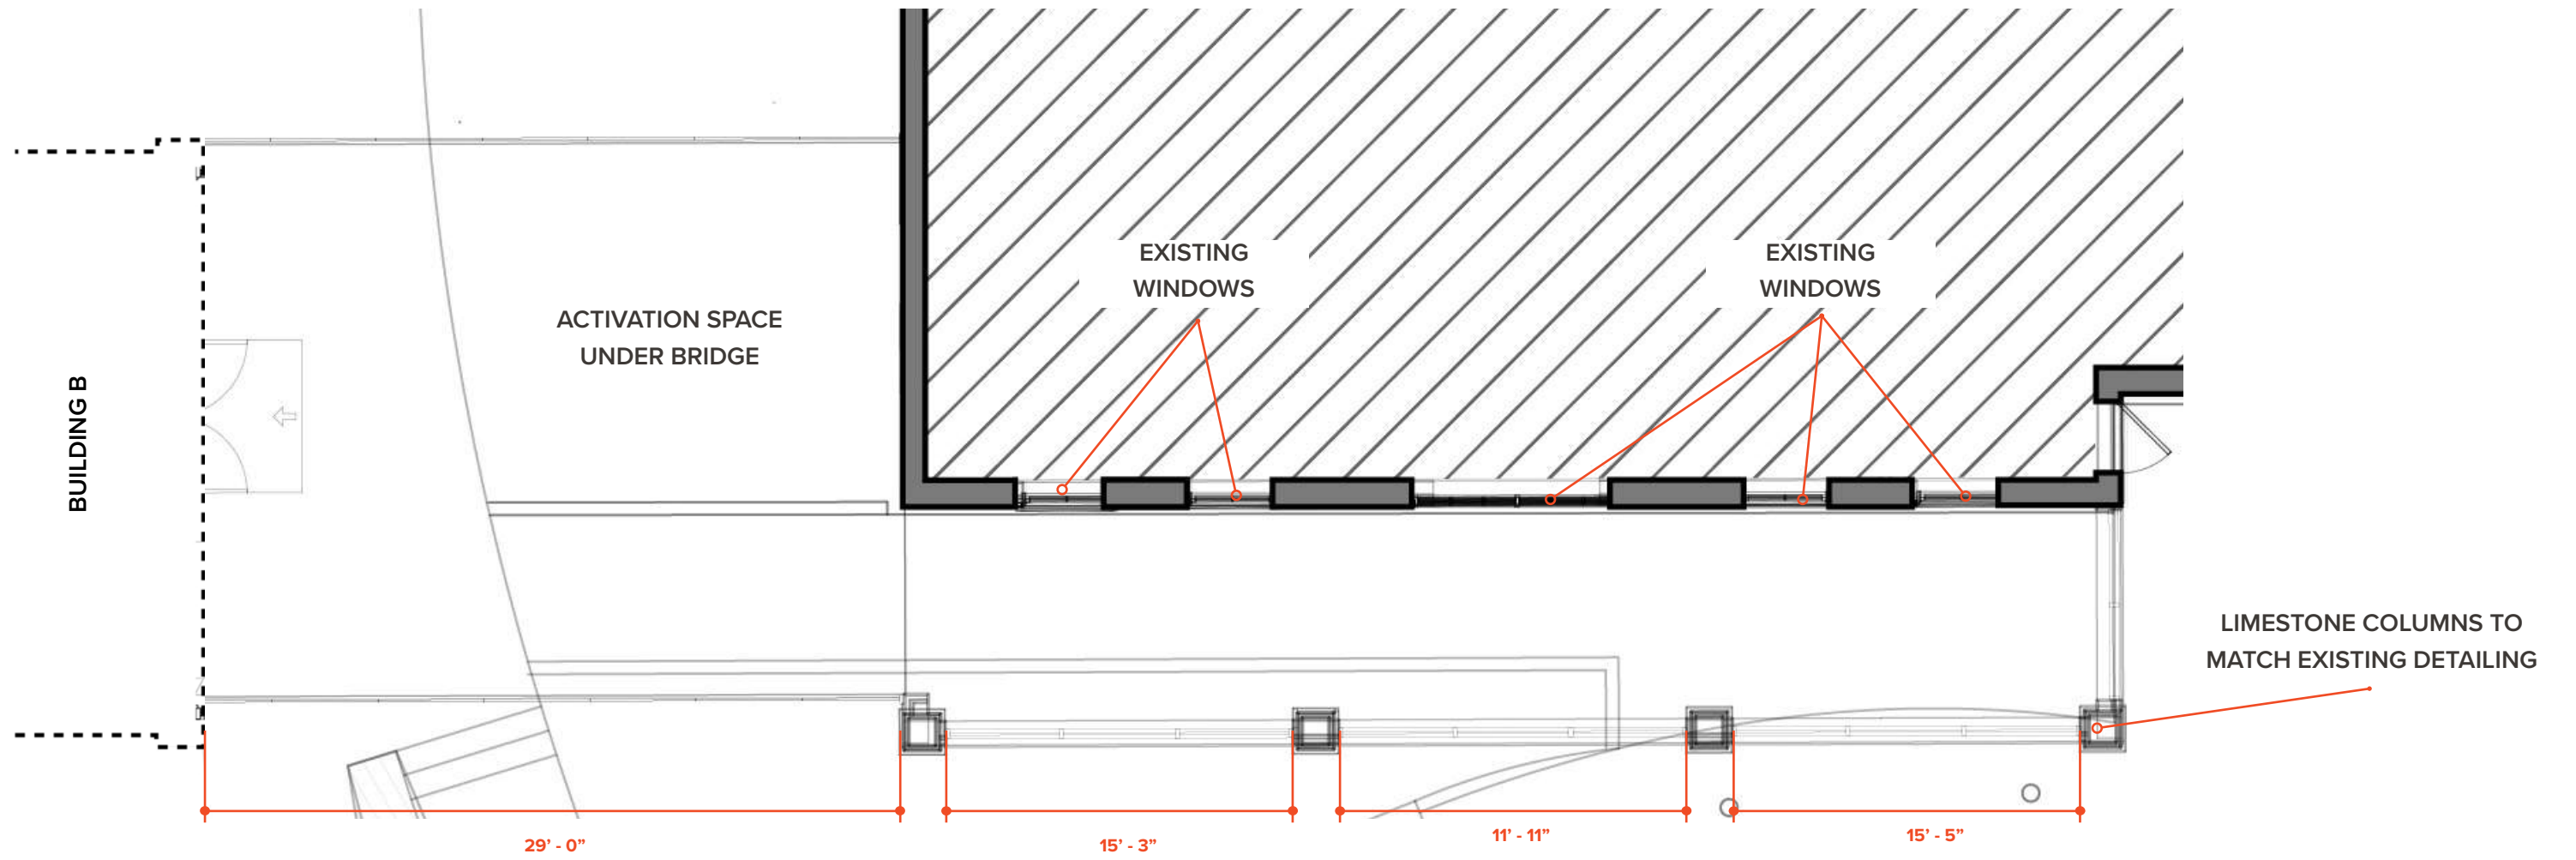 EXISTING
WINDOWS
EXISTING
WINDOWS
ACTIVATION SPACE
UNDER BRIDGE
BUILDING B
LIMESTONE COLUMNS TO
MATCH EXISTING DETAILING
29’ - 0”
15’ - 3”
11’ - 11”
15’ - 5”